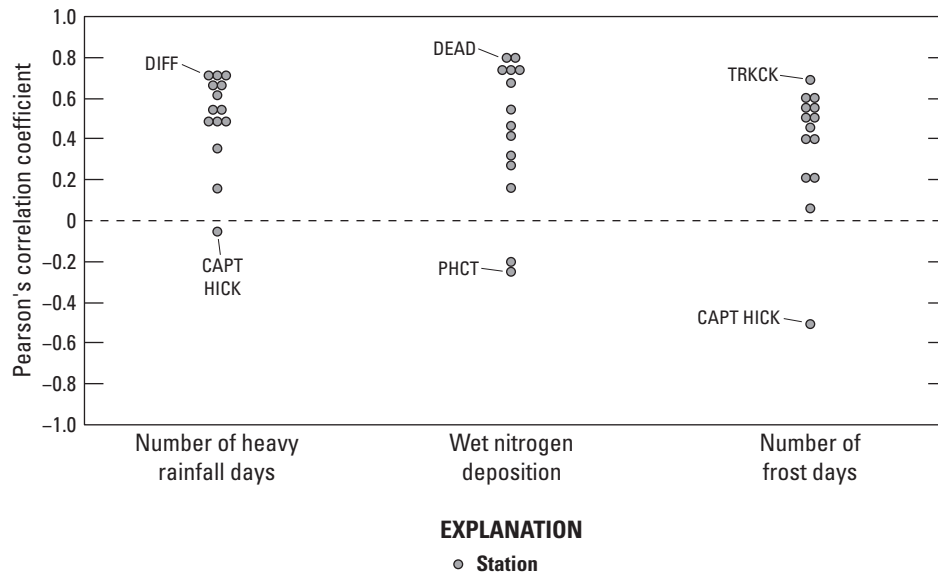 Pearson's correlation coefficient
1.0
0.8
0.6
0.4
0.2
0
–0.2
–0.4
–0.6
–0.8
–1.0
DIFF
CAPT
HICK
DEAD
PHCT
TRKCK
CAPT HICK
Number of heavy
rainfall days
Wet nitrogen
deposition
Number of
frost days
EXPLANATION
Station